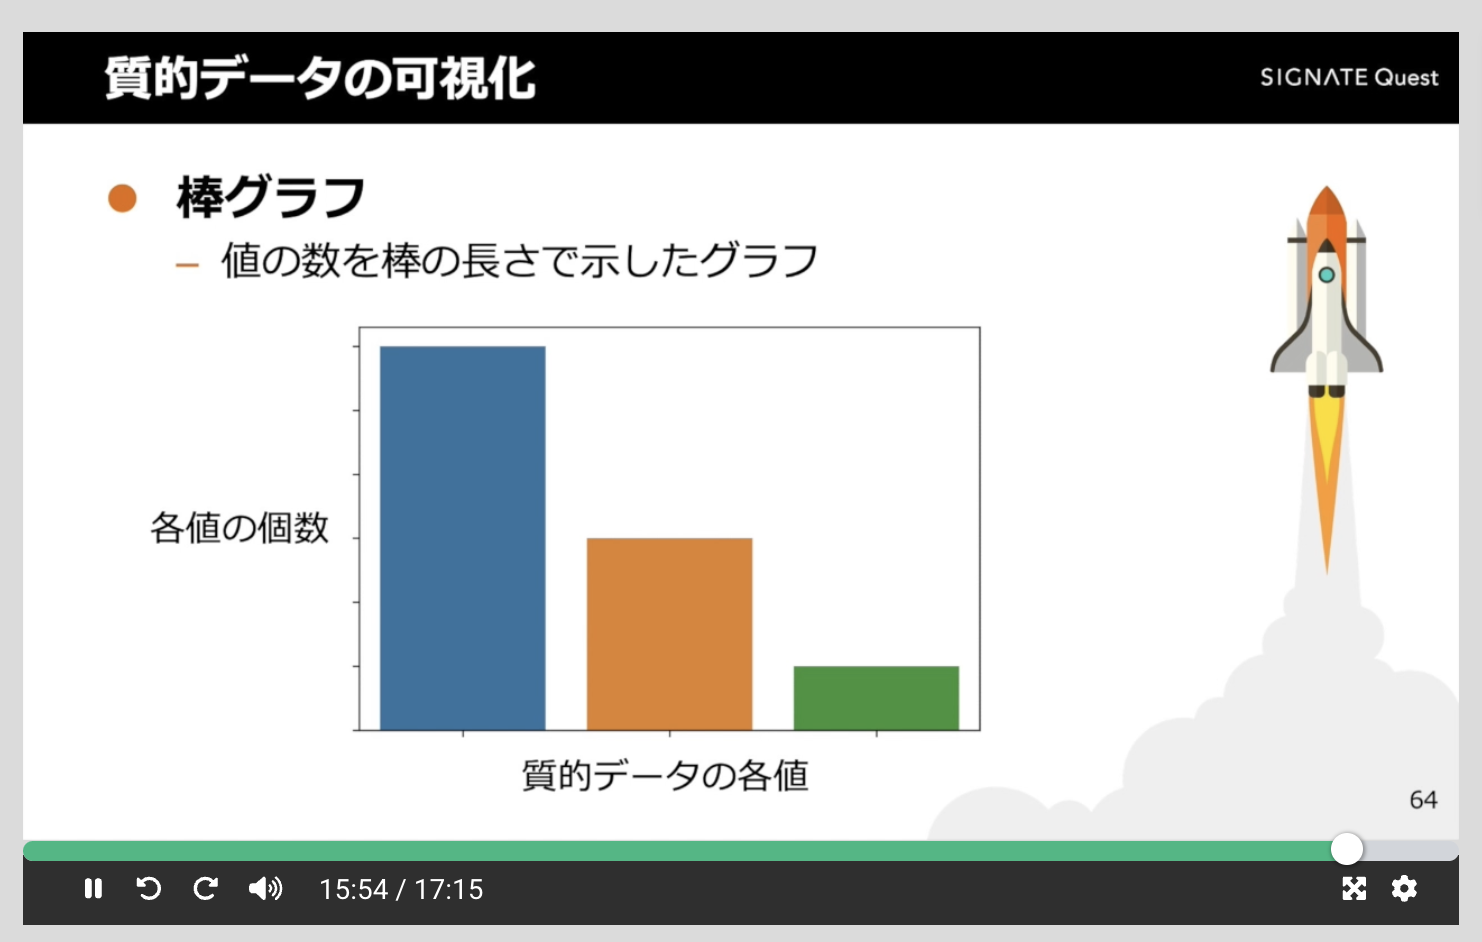 質的データの可視化
SIGNATE Quest
棒グラフ
– 値の数を棒の長さで示したグラフ
各値の個数
質的データの各値
64
15:54 / 17:15